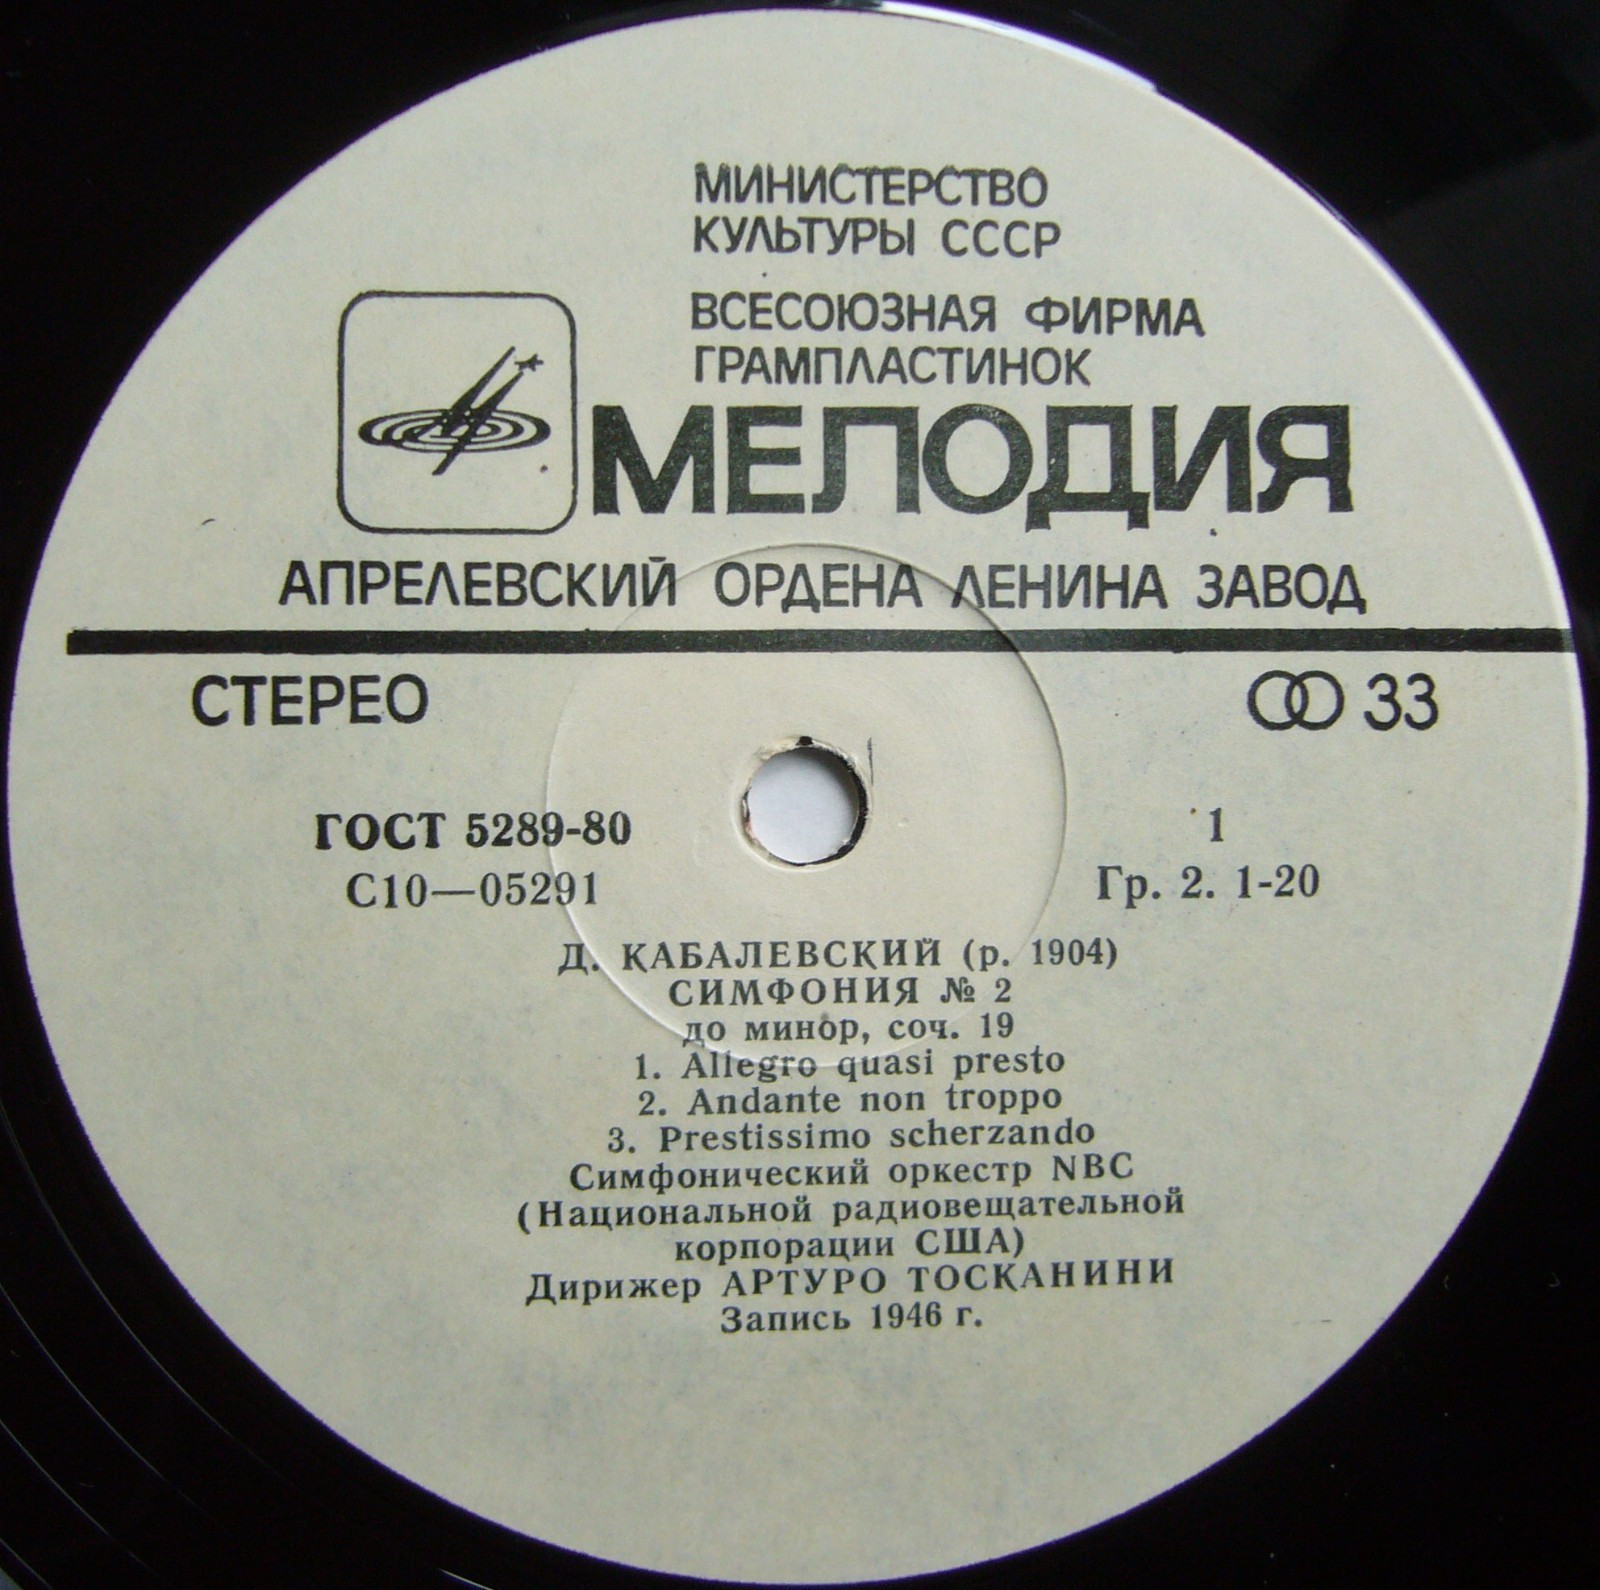 МИНИСТЕРСТВО
КУЛЬТУРЫ СССР
ВСЕСОЮЗНАЯ ФИРМА
ГРАМПЛАСТИНОК
МЕЛОДИЯ
АПРЕЛЕВСКИЙ ОРДЕНА ЛЕНИНА ЗАВОД
СТЕРЕО
33
ГОСТ 5289-80
С10—05291
1
Гр. 2. 1-20
Д. КАБАЛЕВСКИЙ (р. 1904)
СИМФОНИЯ № 2
до минор, соч. 19
1. Allegro quasi presto
2. Andante non troppo
3. Prestissimo scherzando
Симфонический оркестр NBC
(Национальной радиовещательной
корпорации США)
Дирижер АРТУРО ТОСКАНИНИ
Запись 1946 г.